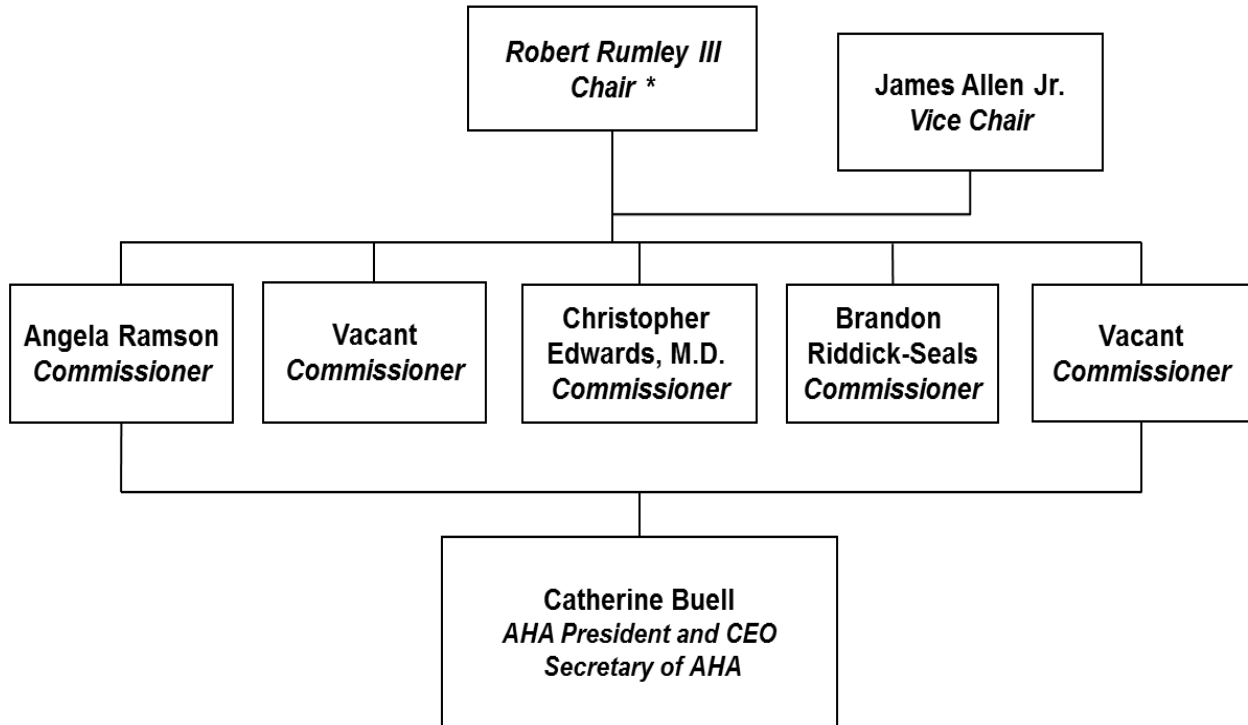 Robert Rumley III
Chair *
James Allen Jr.
Vice Chair
Angela Ramson
Commissioner
Vacant
Commissioner
Christopher
Edwards, M.D.
Commissioner
Brandon
Riddick-Seals
Commissioner
Vacant
Commissioner
Catherine Buell
AHA President and CEO
Secretary of AHA